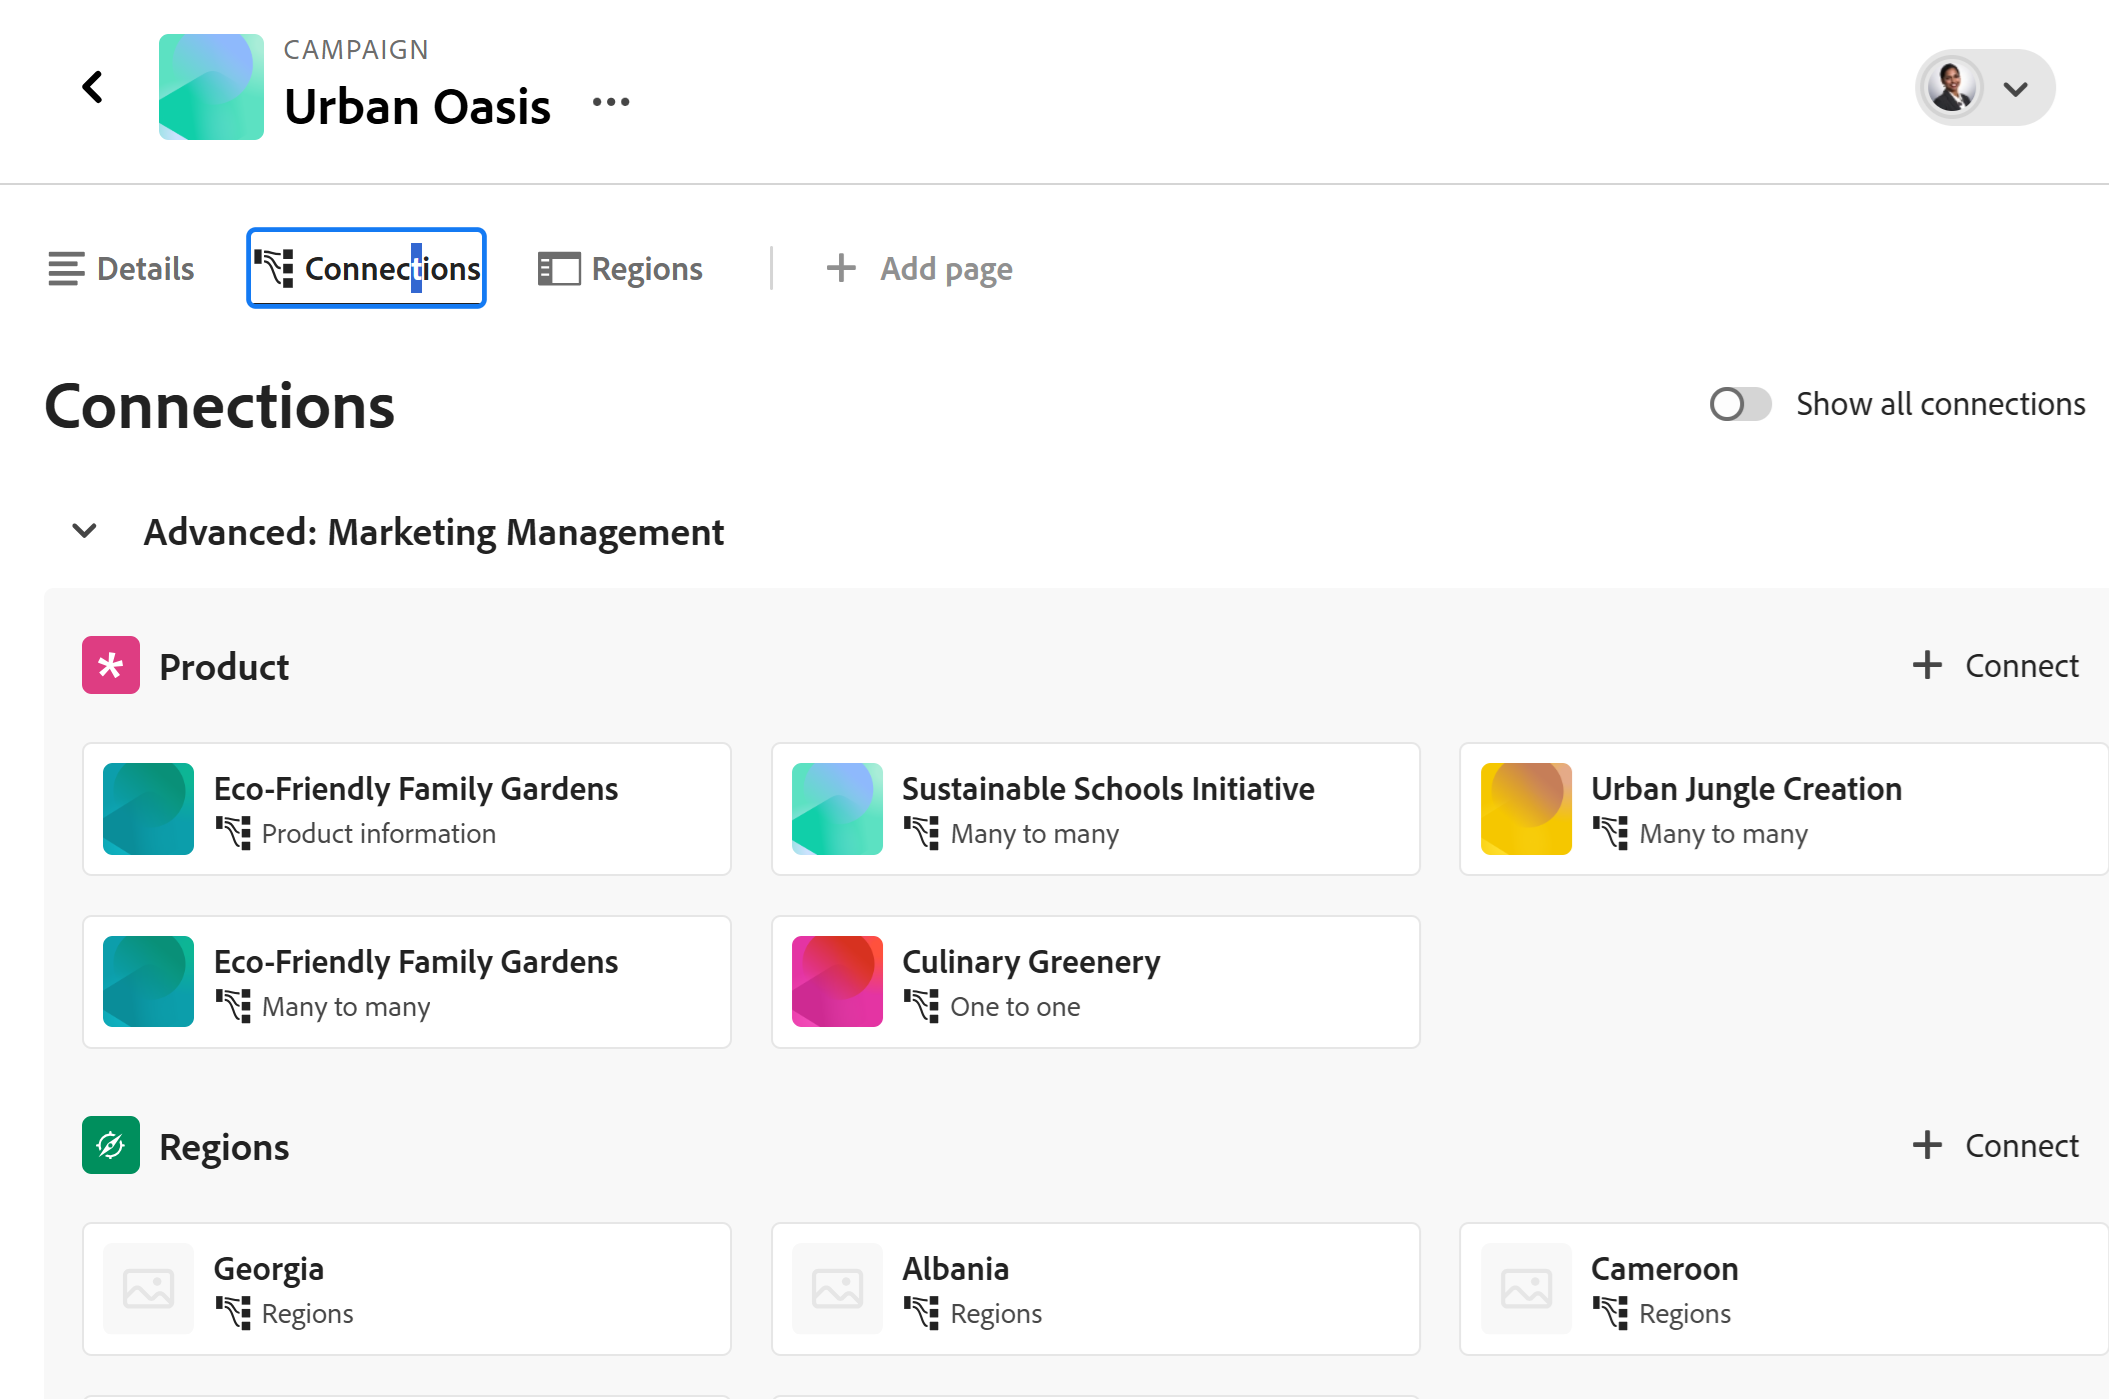 CAMPAIGN
Urban Oasis
Details
Connections
Regions
Add page
Connections
Show all connections
Advanced: Marketing Management
Product
Connect
Eco-Friendly Family Gardens
Product information
Sustainable Schools Initiative
Many to many
Urban Jungle Creation
Many to many
Eco-Friendly Family Gardens
Many to many
Culinary Greenery
One to one
Regions
Connect
Georgia
Regions
Albania
Regions
Cameroon
Regions